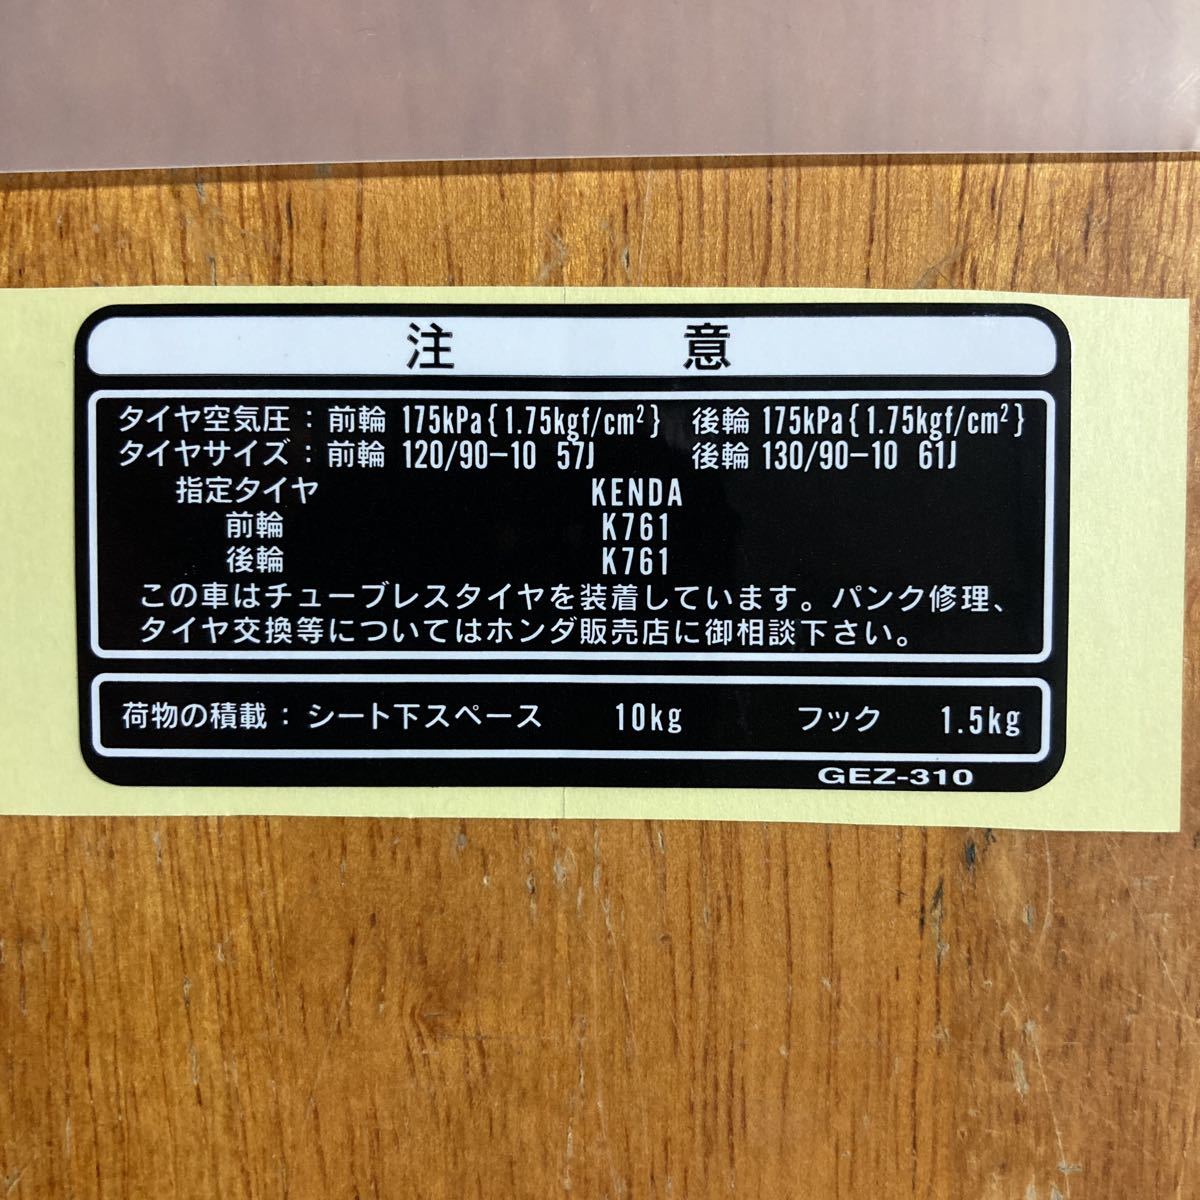 注　意
タイヤ空気圧：前輪 175kPa{1.75kgf/cm²} 後輪 175kPa{1.75kgf/cm²}
タイヤサイズ：前輪 120/90-10 57J 後輪 130/90-10 61J
指定タイヤ KENDA
前輪 K761
後輪 K761
この車はチューブレスタイヤを装着しています。パンク修理、
タイヤ交換等についてはホンダ販売店に御相談下さい。
荷物の積載：シート下スペース 10kg フック 1.5kg
GEZ-310